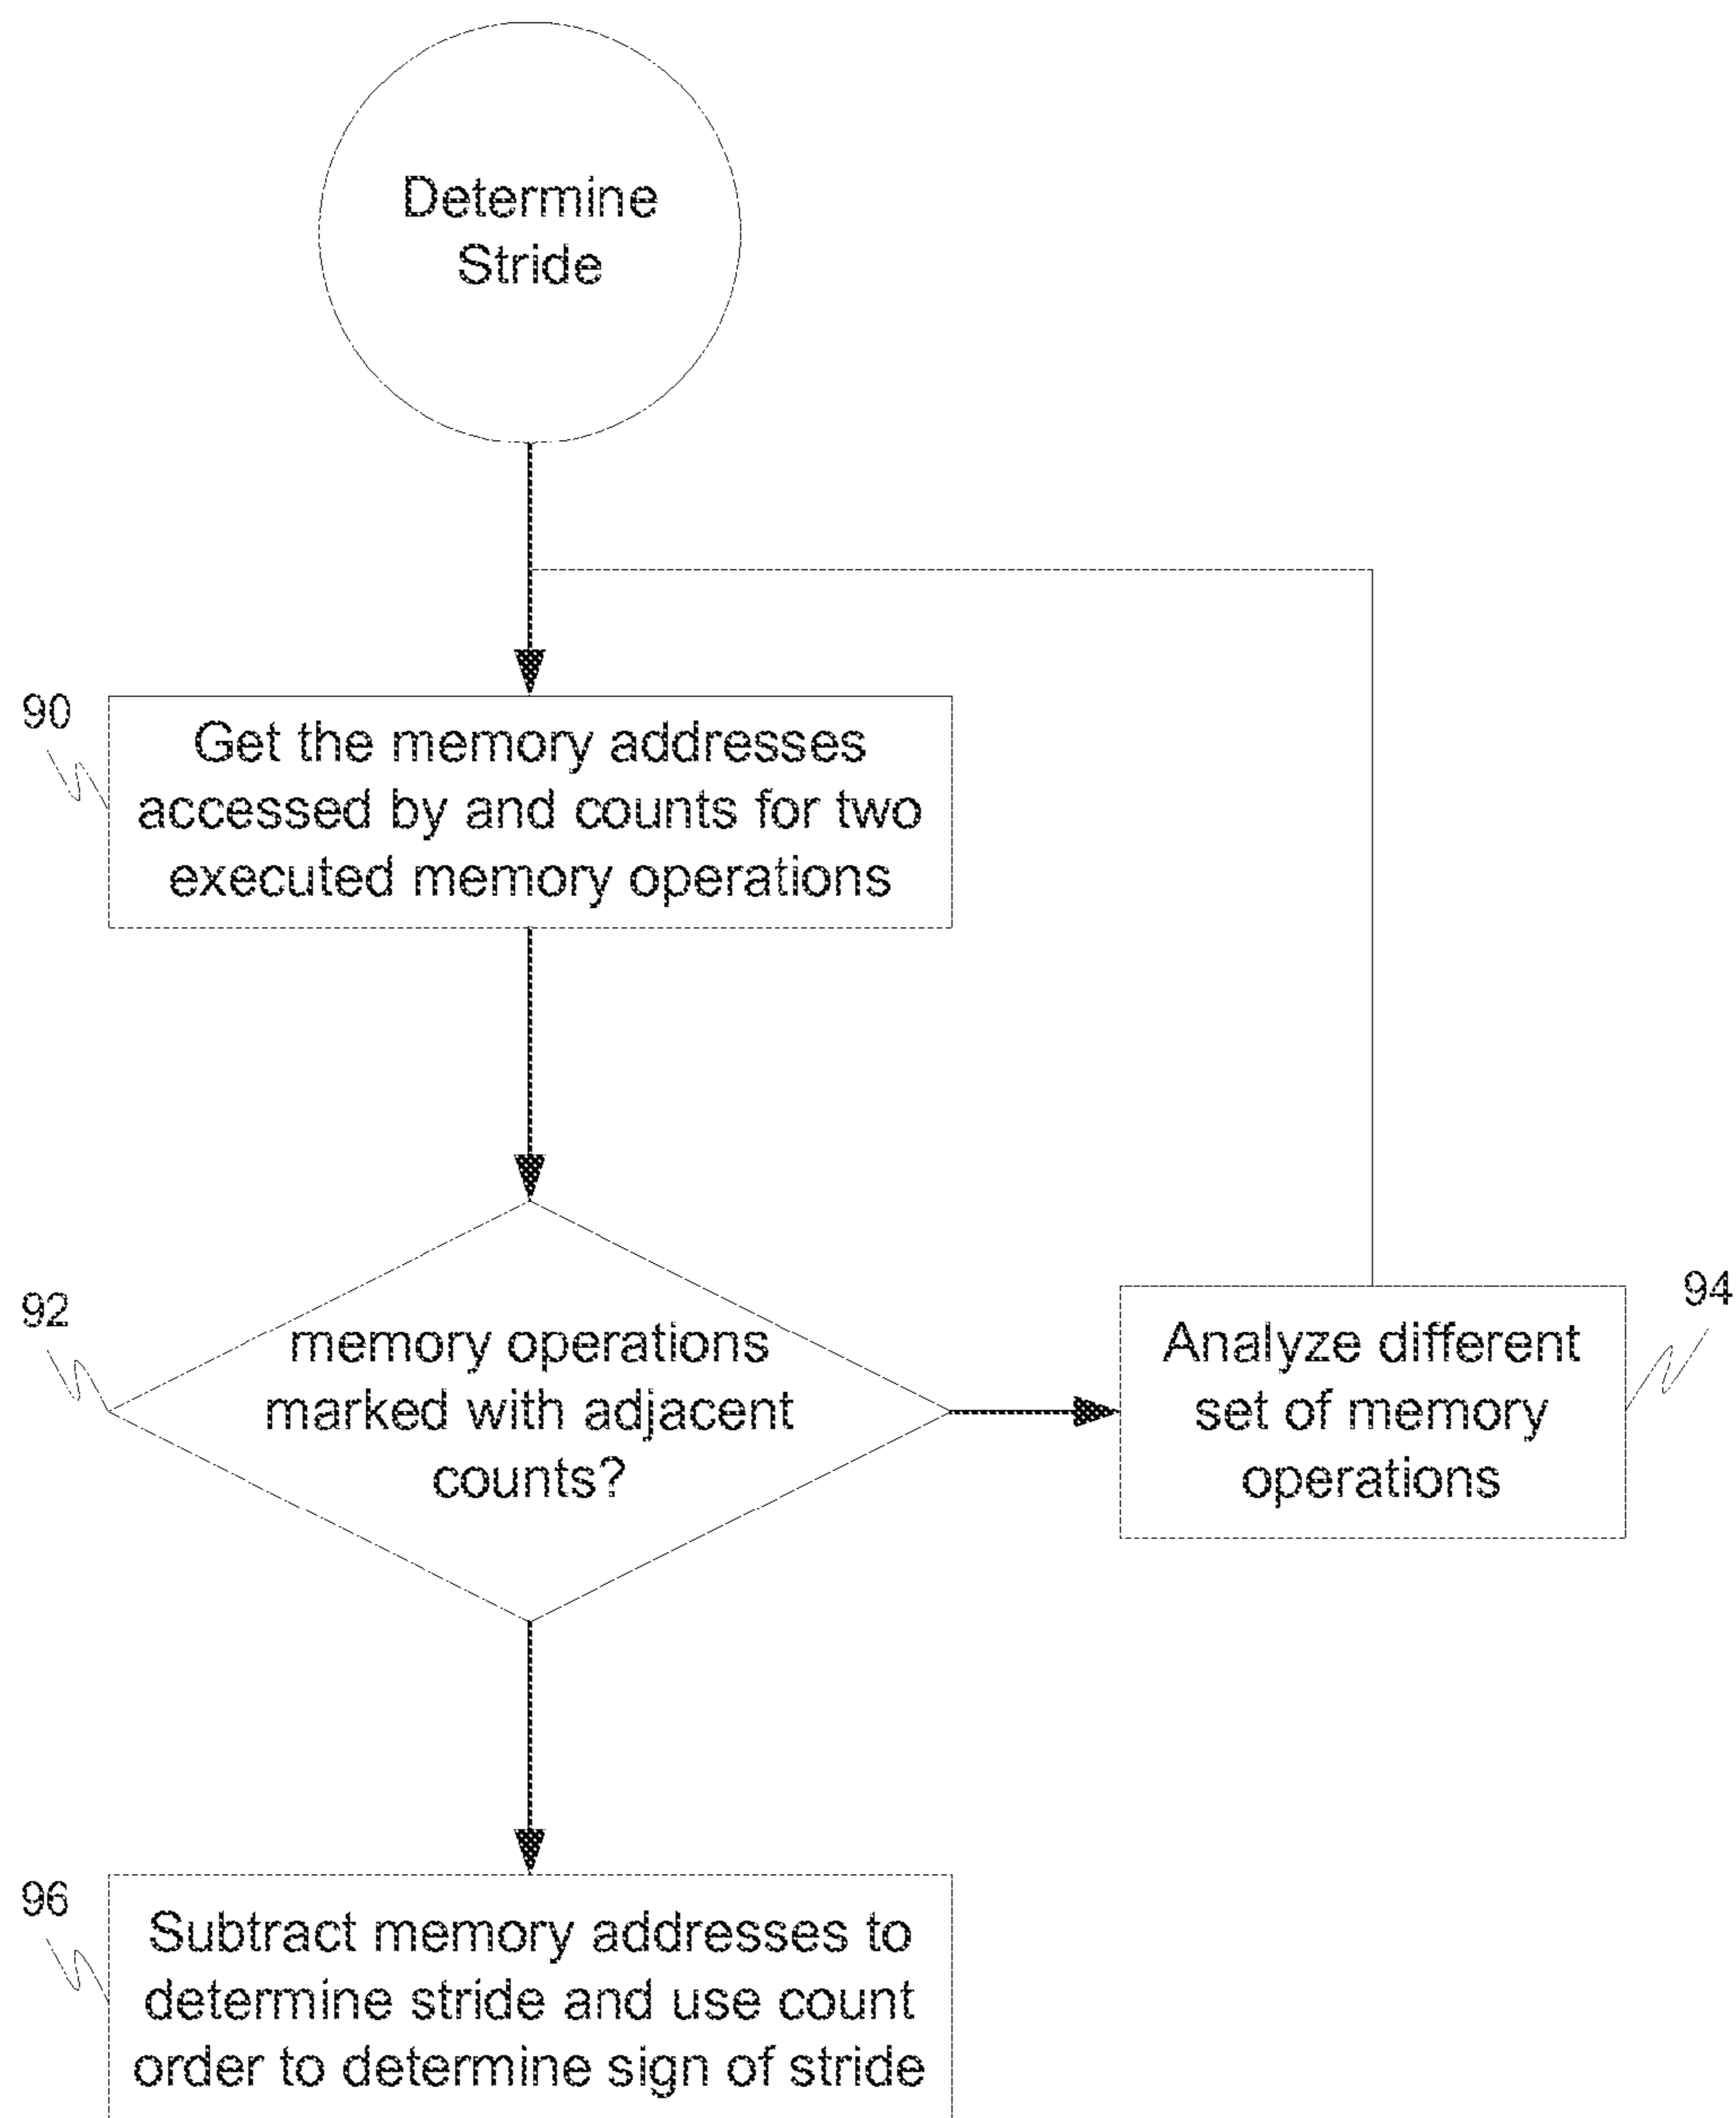 Determine
Stride
90
Get the memory addresses
accessed by and counts for two
executed memory operations
92
memory operations
marked with adjacent
counts?
94
Analyze different
set of memory
operations
96
Subtract memory addresses to
determine stride and use count
order to determine sign of stride